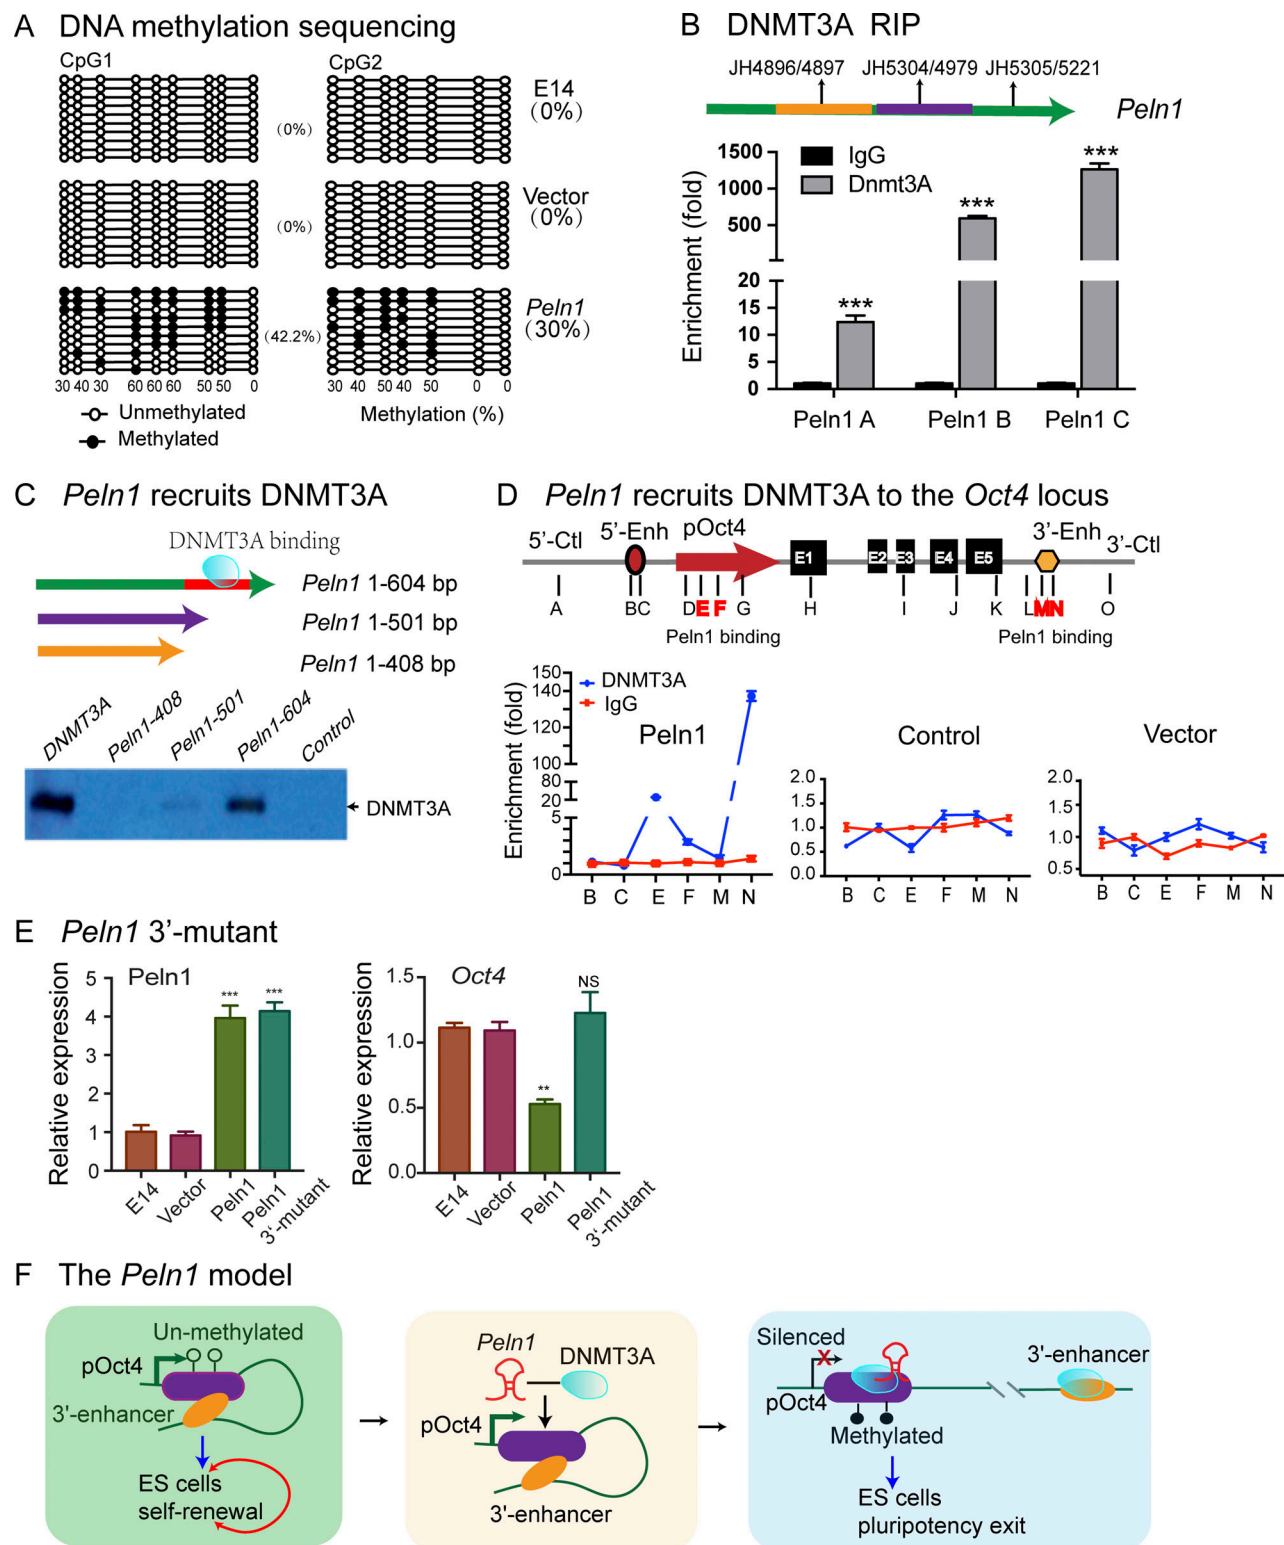 A DNA methylation sequencing
CpG1
CpG2
E14
(0%)
(0%)
Vector
(0%)
(0%)
Peln1
(30%)
(42.2%)
30 40 30 60 60 60 50 50 0
30 40 50 40 50 0 0
Unmethylated
Methylated
Methylation (%)
B DNMT3A RIP
JH4896/4897
JH5304/4979
JH5305/5221
Peln1
Enrichment (fold)
1500
1000
500
20
15
10
5
0
IgG
Dnmt3A
***
***
***
Peln1 A
Peln1 B
Peln1 C
C Peln1 recruits DNMT3A
DNMT3A binding
Peln1 1-604 bp
Peln1 1-501 bp
Peln1 1-408 bp
DNMT3A
Peln1-408
Peln1-501
Peln1-604
Control
DNMT3A
D Peln1 recruits DNMT3A to the Oct4 locus
5'-Ctl
5'-Enh
pOct4
E1
E2
E3
E4
E5
3'-Enh
3'-Ctl
A
B
C
D
E
F
G
H
I
J
K
L
M
N
O
Peln1 binding
Peln1 binding
Enrichment (fold)
150
140
120
100
80
20
5
0
DNMT3A
IgG
Peln1
B C E F M N
Control
2.0
1.5
1.0
0.5
0.0
B C E F M N
Vector
2.0
1.5
1.0
0.5
B C E F M N
E Peln1 3'-mutant
Relative expression
Peln1
5
4
3
2
1
0
***
***
E14
Vector
Peln1
Peln1
3'-mutant
Relative expression
Oct4
1.5
1.0
0.5
0.0
**
NS
E14
Vector
Peln1
Peln1
3'-mutant
F The Peln1 model
Un-methylated
pOct4
3'-enhancer
ES cells
self-renewal
Peln1
DNMT3A
pOct4
3'-enhancer
Silenced
X
pOct4
3'-enhancer
Methylated
ES cells
pluripotency exit